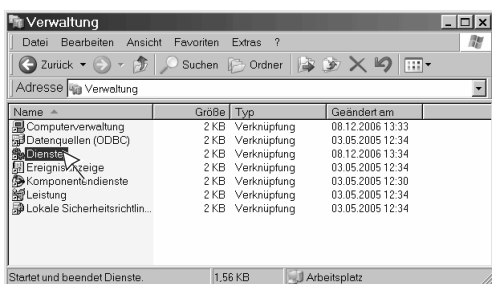 Verwaltung
Datei Bearbeiten Ansicht Favoriten Extras ?
Zurück Suchen Ordner
Adresse Verwaltung
Name Größe Typ Geändert am
Computerverwaltung 2 KB Verknüpfung 08.12.2006 13:33
Datenquellen (ODBC) 2 KB Verknüpfung 03.05.2005 12:34
Dienste 2 KB Verknüpfung 08.12.2006 13:34
Ereignisanzeige 2 KB Verknüpfung 03.05.2005 12:34
Komponentendienste 2 KB Verknüpfung 03.05.2005 12:30
Leistung 2 KB Verknüpfung 03.05.2005 12:34
Lokale Sicherheitsrichtlin... 2 KB Verknüpfung 03.05.2005 12:34
Startet und beendet Dienste. 1,56 KB Arbeitsplatz